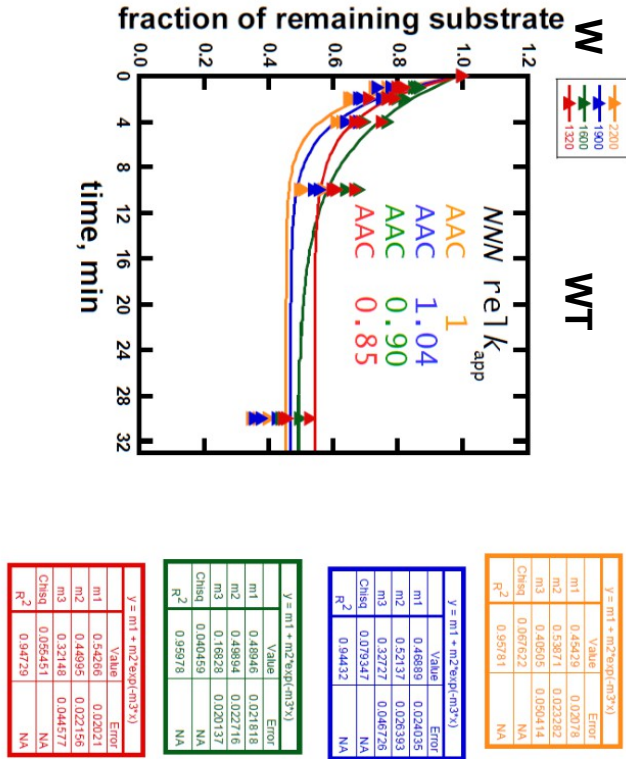 W
WT
2200
1900
1600
1320
fraction of remaining substrate
1.2
1.0
0.8
0.6
0.4
0.2
0.0
0 4 8 12 16 20 24 28 32
time, min
NNN relk app
AAC 1
AAC 1.04
AAC 0.90
AAC 0.85
y = m1 + m2*exp(-m3*x)
Value Error
m1 0.45429 0.02078
m2 0.53871 0.023282
m3 0.40505 0.050414
Chisq 0.067622 NA
R² 0.95781 NA
y = m1 + m2*exp(-m3*x)
Value Error
m1 0.46889 0.024035
m2 0.52137 0.026393
m3 0.32727 0.046726
Chisq 0.079347 NA
R² 0.94432 NA
y = m1 + m2*exp(-m3*x)
Value Error
m1 0.48946 0.021818
m2 0.49894 0.022716
m3 0.16828 0.020137
Chisq 0.040459 NA
R² 0.95978 NA
y = m1 + m2*exp(-m3*x)
Value Error
m1 0.54266 0.02021
m2 0.44995 0.022156
m3 0.32148 0.044577
Chisq 0.055451 NA
R² 0.94729 NA